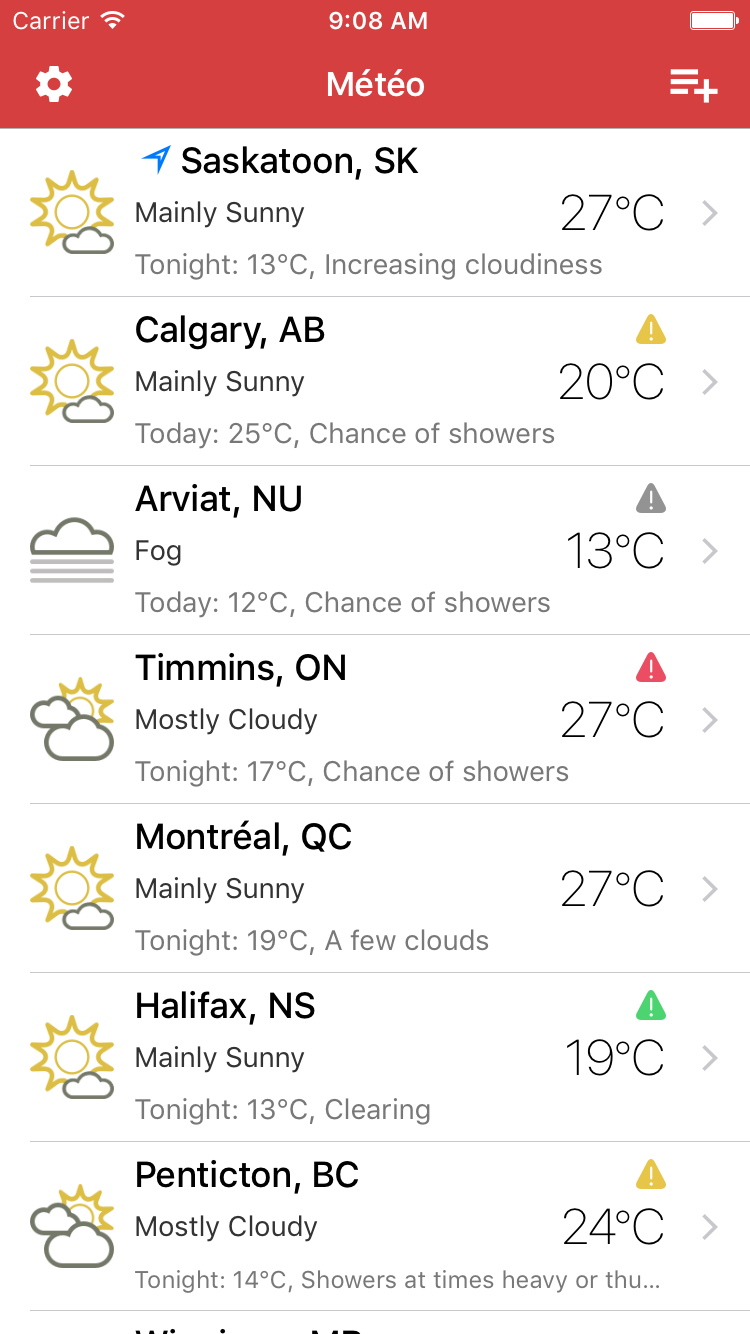 Carrier 9:08 AM
Météo
Saskatoon, SK
Mainly Sunny
27°C
Tonight: 13°C, Increasing cloudiness
Calgary, AB
Mainly Sunny
20°C
Today: 25°C, Chance of showers
Arviat, NU
Fog
13°C
Today: 12°C, Chance of showers
Timmins, ON
Mostly Cloudy
27°C
Tonight: 17°C, Chance of showers
Montréal, QC
Mainly Sunny
27°C
Tonight: 19°C, A few clouds
Halifax, NS
Mainly Sunny
19°C
Tonight: 13°C, Clearing
Penticton, BC
Mostly Cloudy
24°C
Tonight: 14°C, Showers at times heavy or thu...